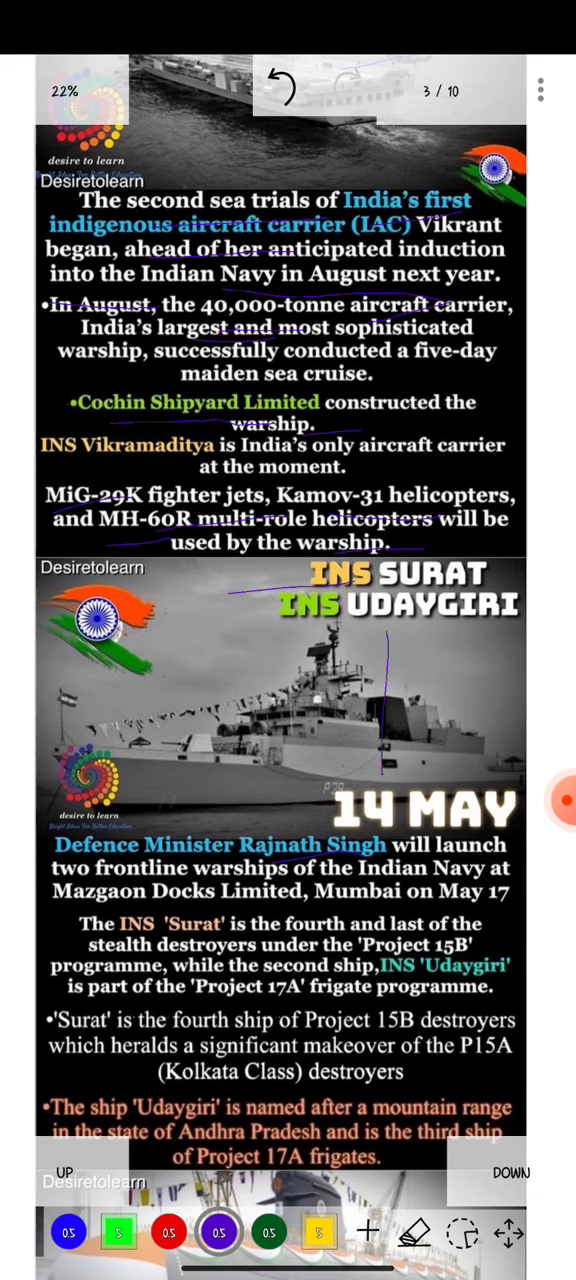 22%
3 / 10
desire to learn
Bright Ideas For Better Education
Desiretolearn
The second sea trials of India's first
indigenous aircraft carrier (IAC) Vikrant
began, ahead of her anticipated induction
into the Indian Navy in August next year.
•In August, the 40,000-tonne aircraft carrier,
India's largest and most sophisticated
warship, successfully conducted a five-day
maiden sea cruise.
•Cochin Shipyard Limited constructed the
warship.
INS Vikramaditya is India's only aircraft carrier
at the moment.
MiG-29K fighter jets, Kamov-31 helicopters,
and MH-60R multi-role helicopters will be
used by the warship.
Desiretolearn
INS SURAT
INS UDAYGIRI
desire to learn
Bright Ideas For Better Education
14 MAY
Defence Minister Rajnath Singh will launch
two frontline warships of the Indian Navy at
Mazgaon Docks Limited, Mumbai on May 17
The INS 'Surat' is the fourth and last of the
stealth destroyers under the 'Project 15B'
programme, while the second ship,INS 'Udaygiri'
is part of the 'Project 17A' frigate programme.
•'Surat' is the fourth ship of Project 15B destroyers
which heralds a significant makeover of the P15A
(Kolkata Class) destroyers
•The ship 'Udaygiri' is named after a mountain range
in the state of Andhra Pradesh and is the third ship
of Project 17A frigates.
UP
DOWN
Desiretolearn
0.5
5
0.5
0.5
0.5
5